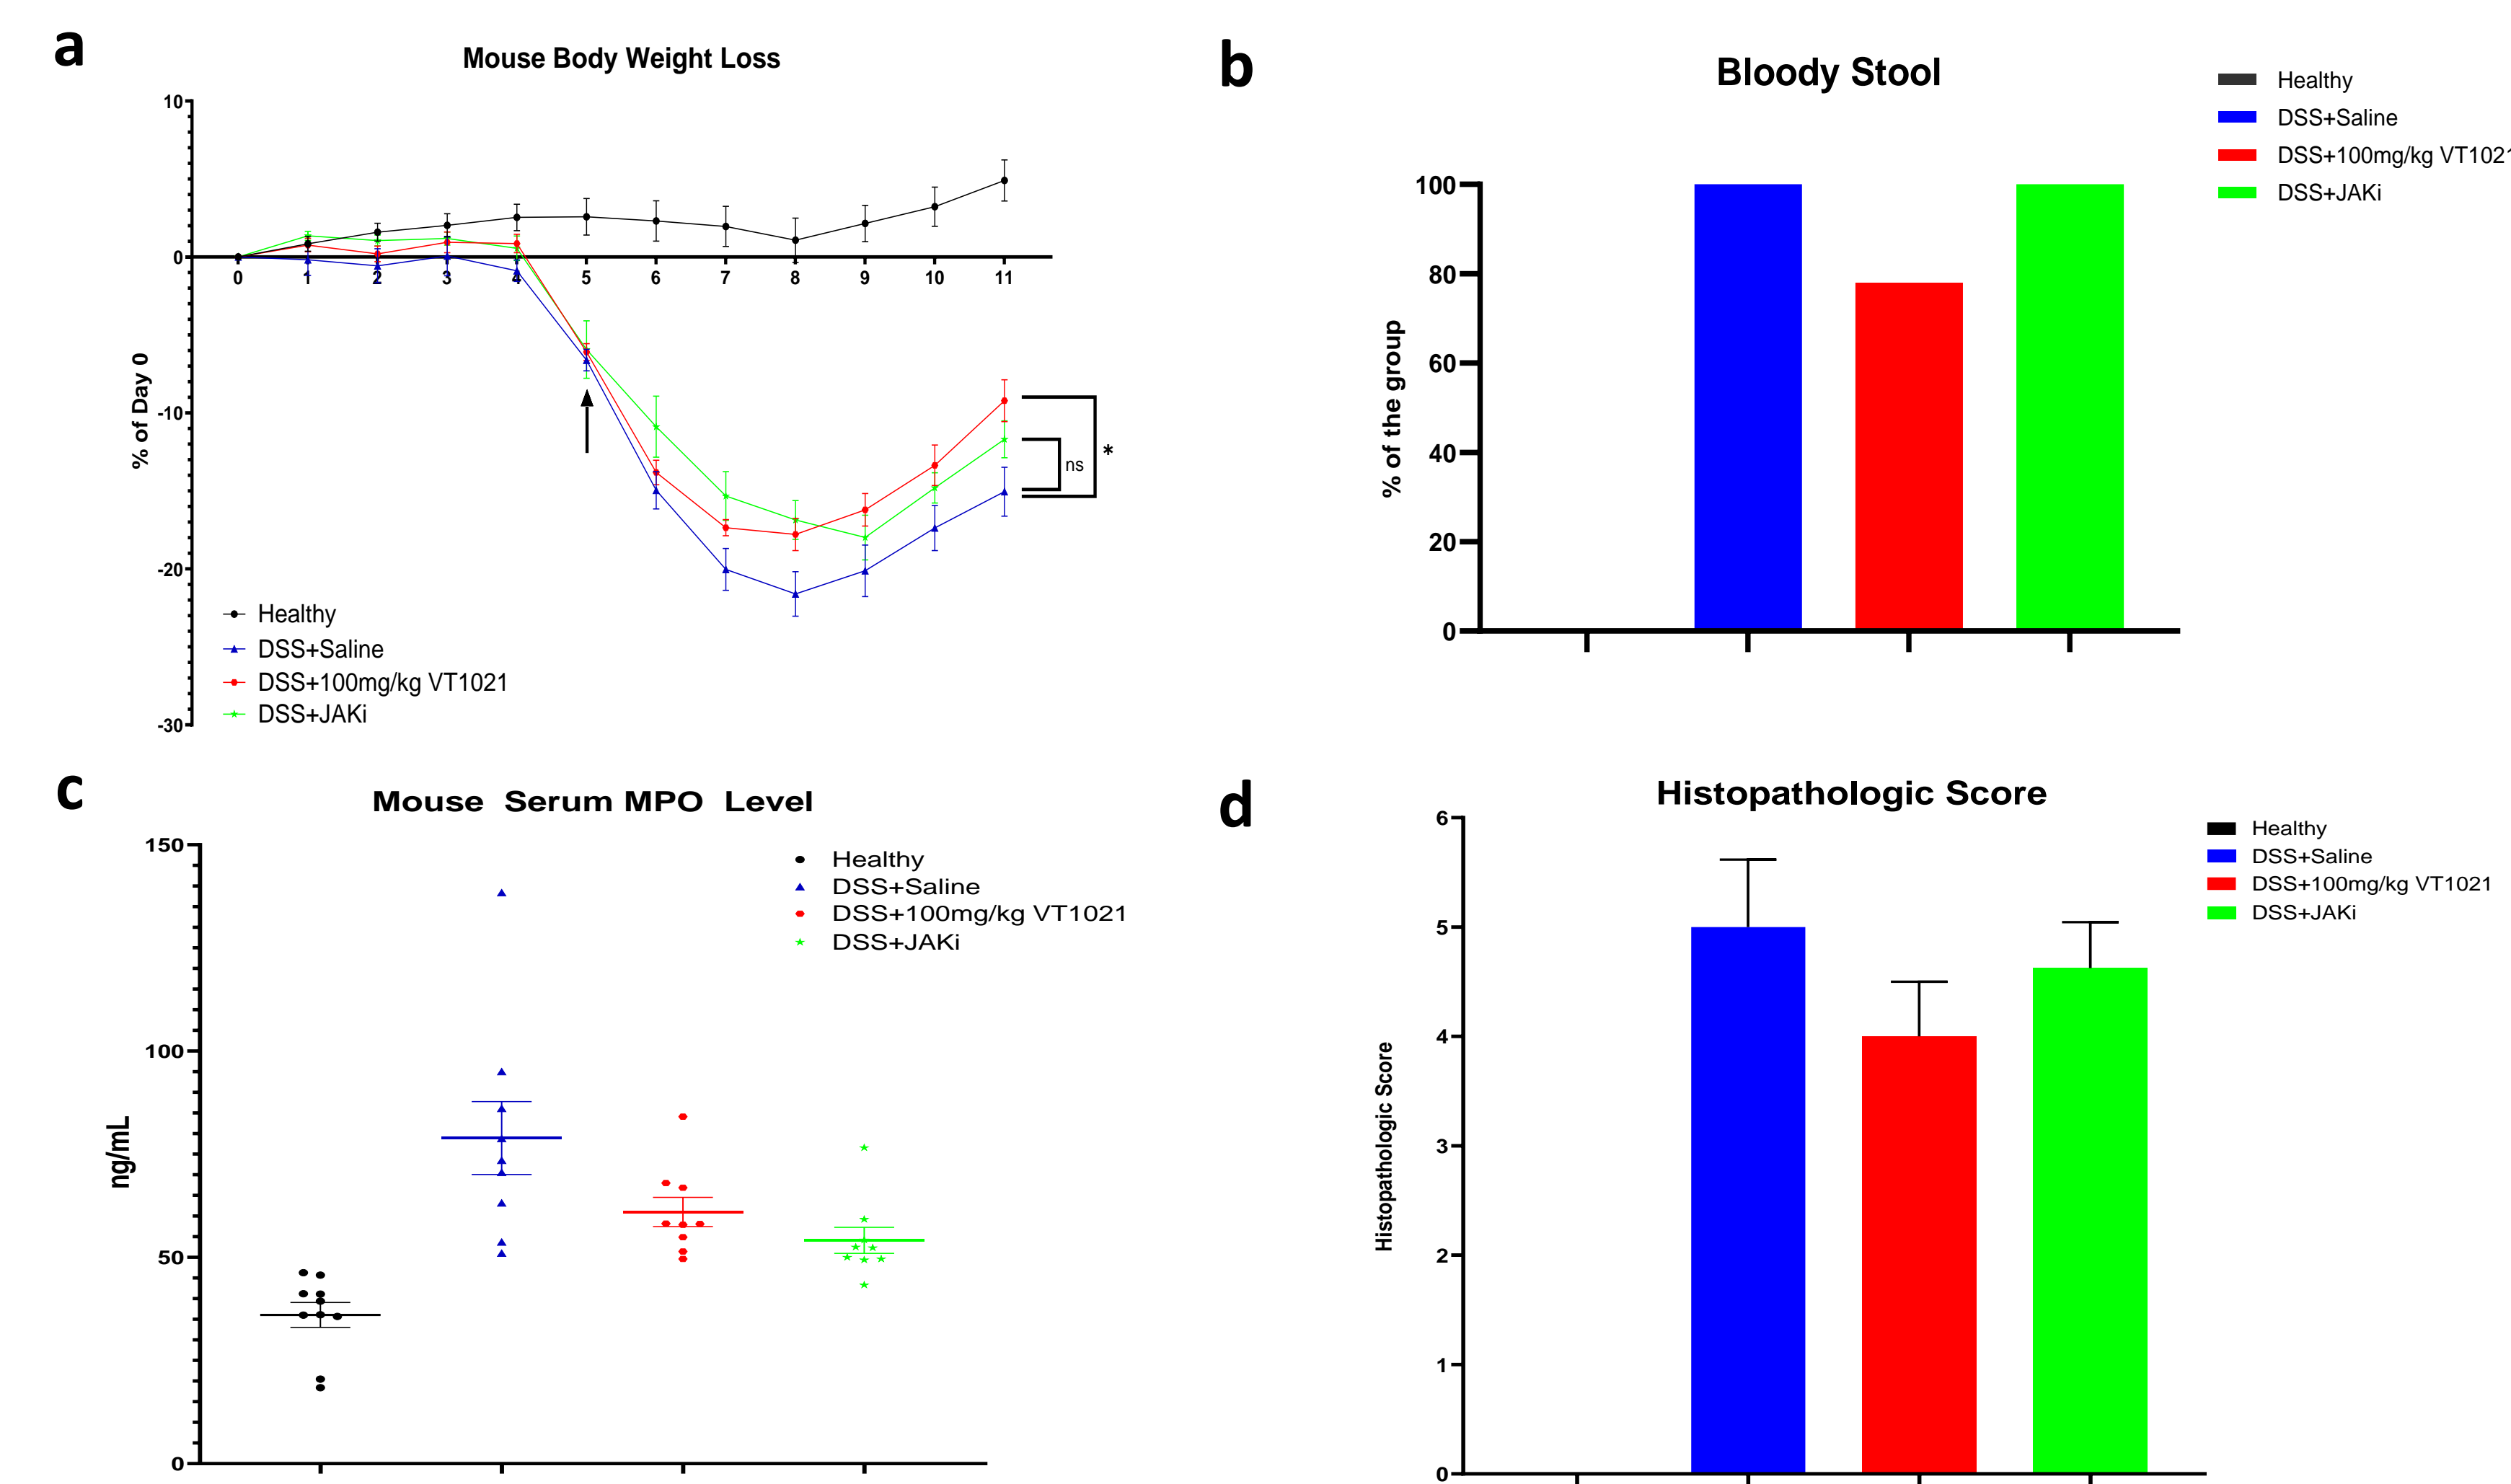 a
Mouse Body Weight Loss
10
0
-10
-20
-30
% of Day 0
0 1 2 3 4 5 6 7 8 9 10 11
ns
*
Healthy
DSS+Saline
DSS+100mg/kg VT1021
DSS+JAKi
b
Bloody Stool
Healthy
DSS+Saline
DSS+100mg/kg VT1021
DSS+JAKi
100
80
60
40
20
0
% of the group
c
Mouse Serum MPO Level
150
100
50
0
ng/mL
Healthy
DSS+Saline
DSS+100mg/kg VT1021
DSS+JAKi
d
Histopathologic Score
6
5
4
3
2
1
0
Histopathologic Score
Healthy
DSS+Saline
DSS+100mg/kg VT1021
DSS+JAKi